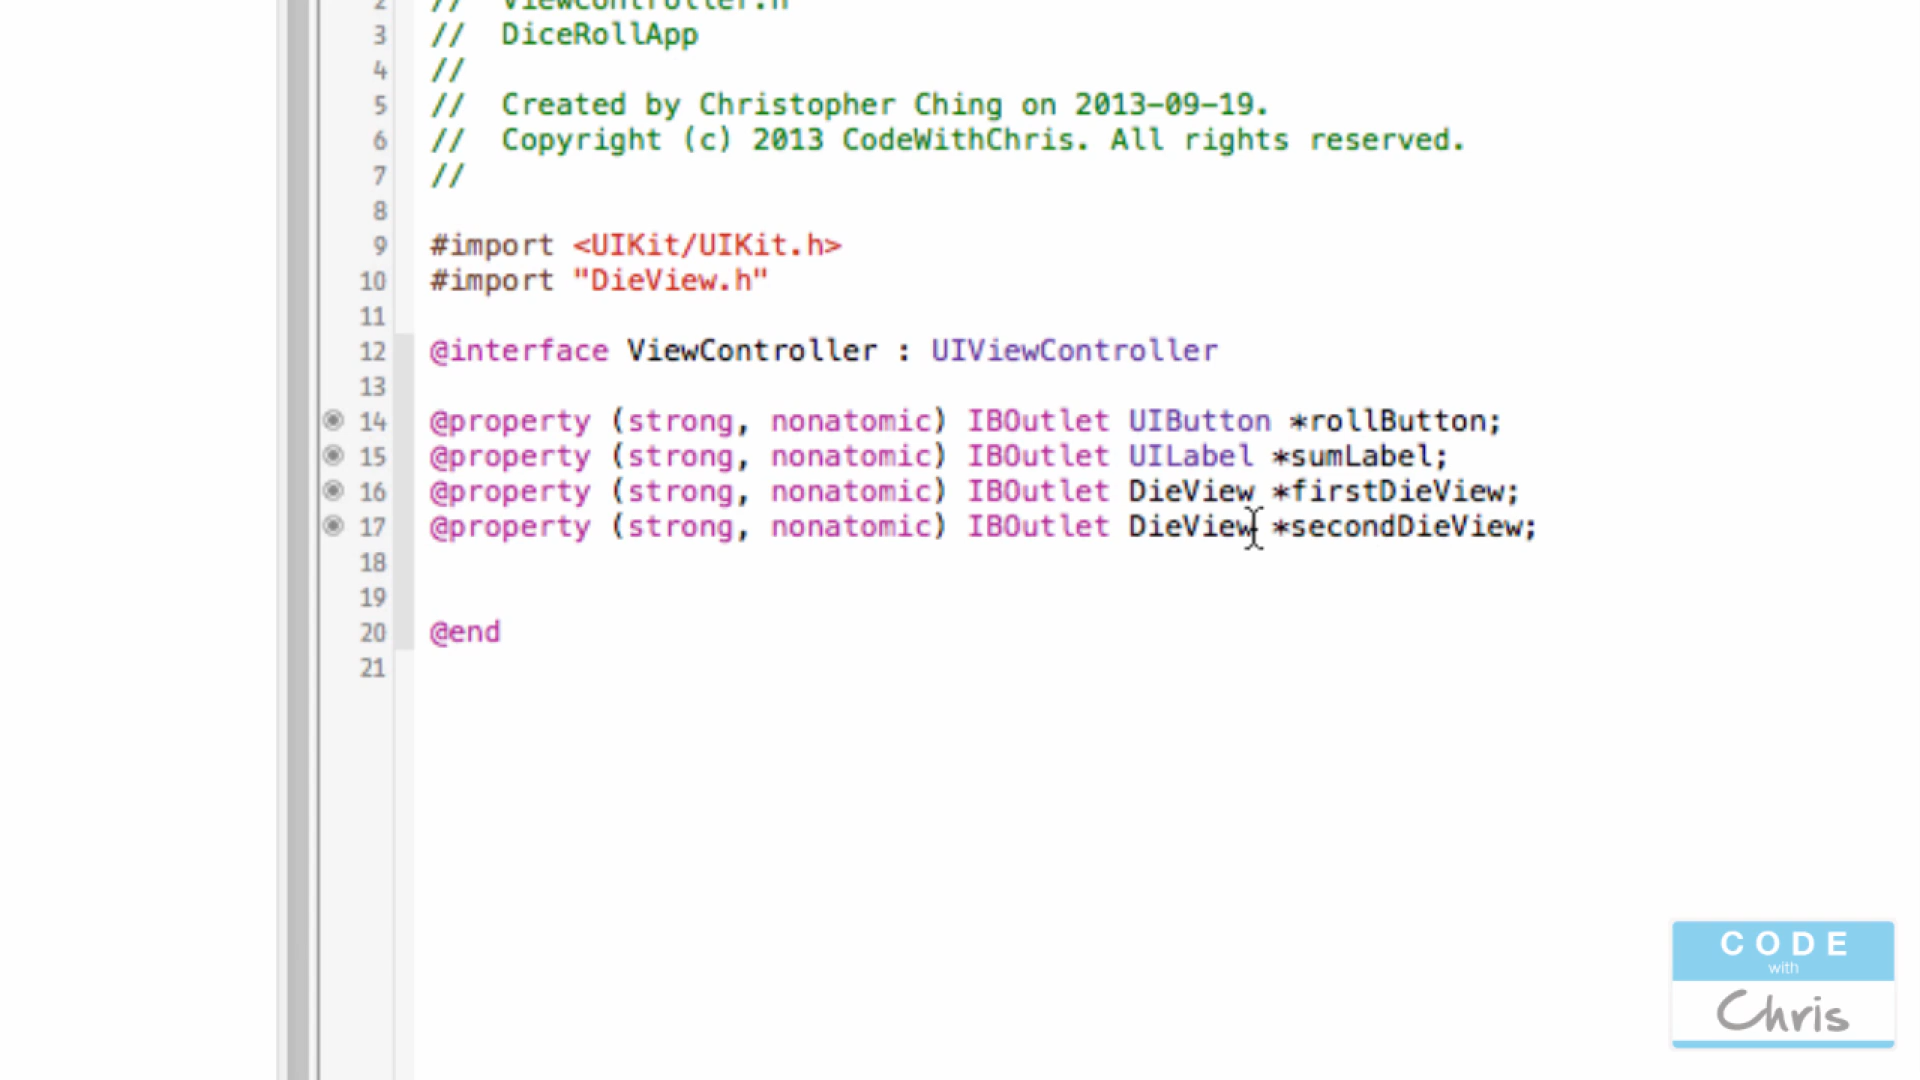 2 // ViewController.h
3 // DiceRollApp
4 //
5 // Created by Christopher Ching on 2013-09-19.
6 // Copyright (c) 2013 CodeWithChris. All rights reserved.
7 //
8
9 #import <UIKit/UIKit.h>
10 #import "DieView.h"
11
12 @interface ViewController : UIViewController
13
14 @property (strong, nonatomic) IBOutlet UIButton *rollButton;
15 @property (strong, nonatomic) IBOutlet UILabel *sumLabel;
16 @property (strong, nonatomic) IBOutlet DieView *firstDieView;
17 @property (strong, nonatomic) IBOutlet DieView *secondDieView;
18
19
20 @end
21
CODE
with
Chris